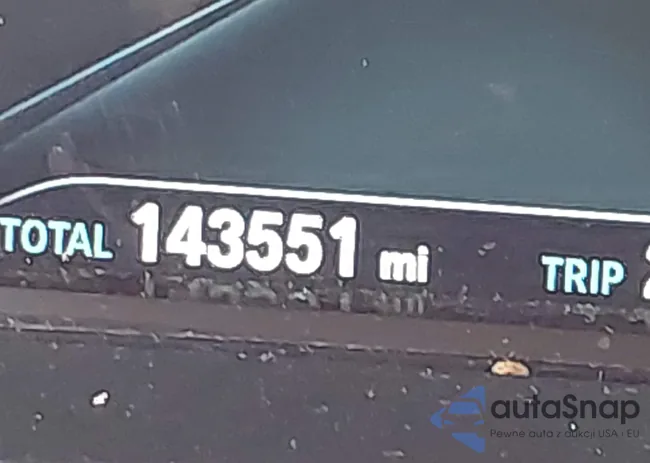 TOTAL 143551 mi TRIP
autaSnap
Pewne auta z aukcji USA i EU